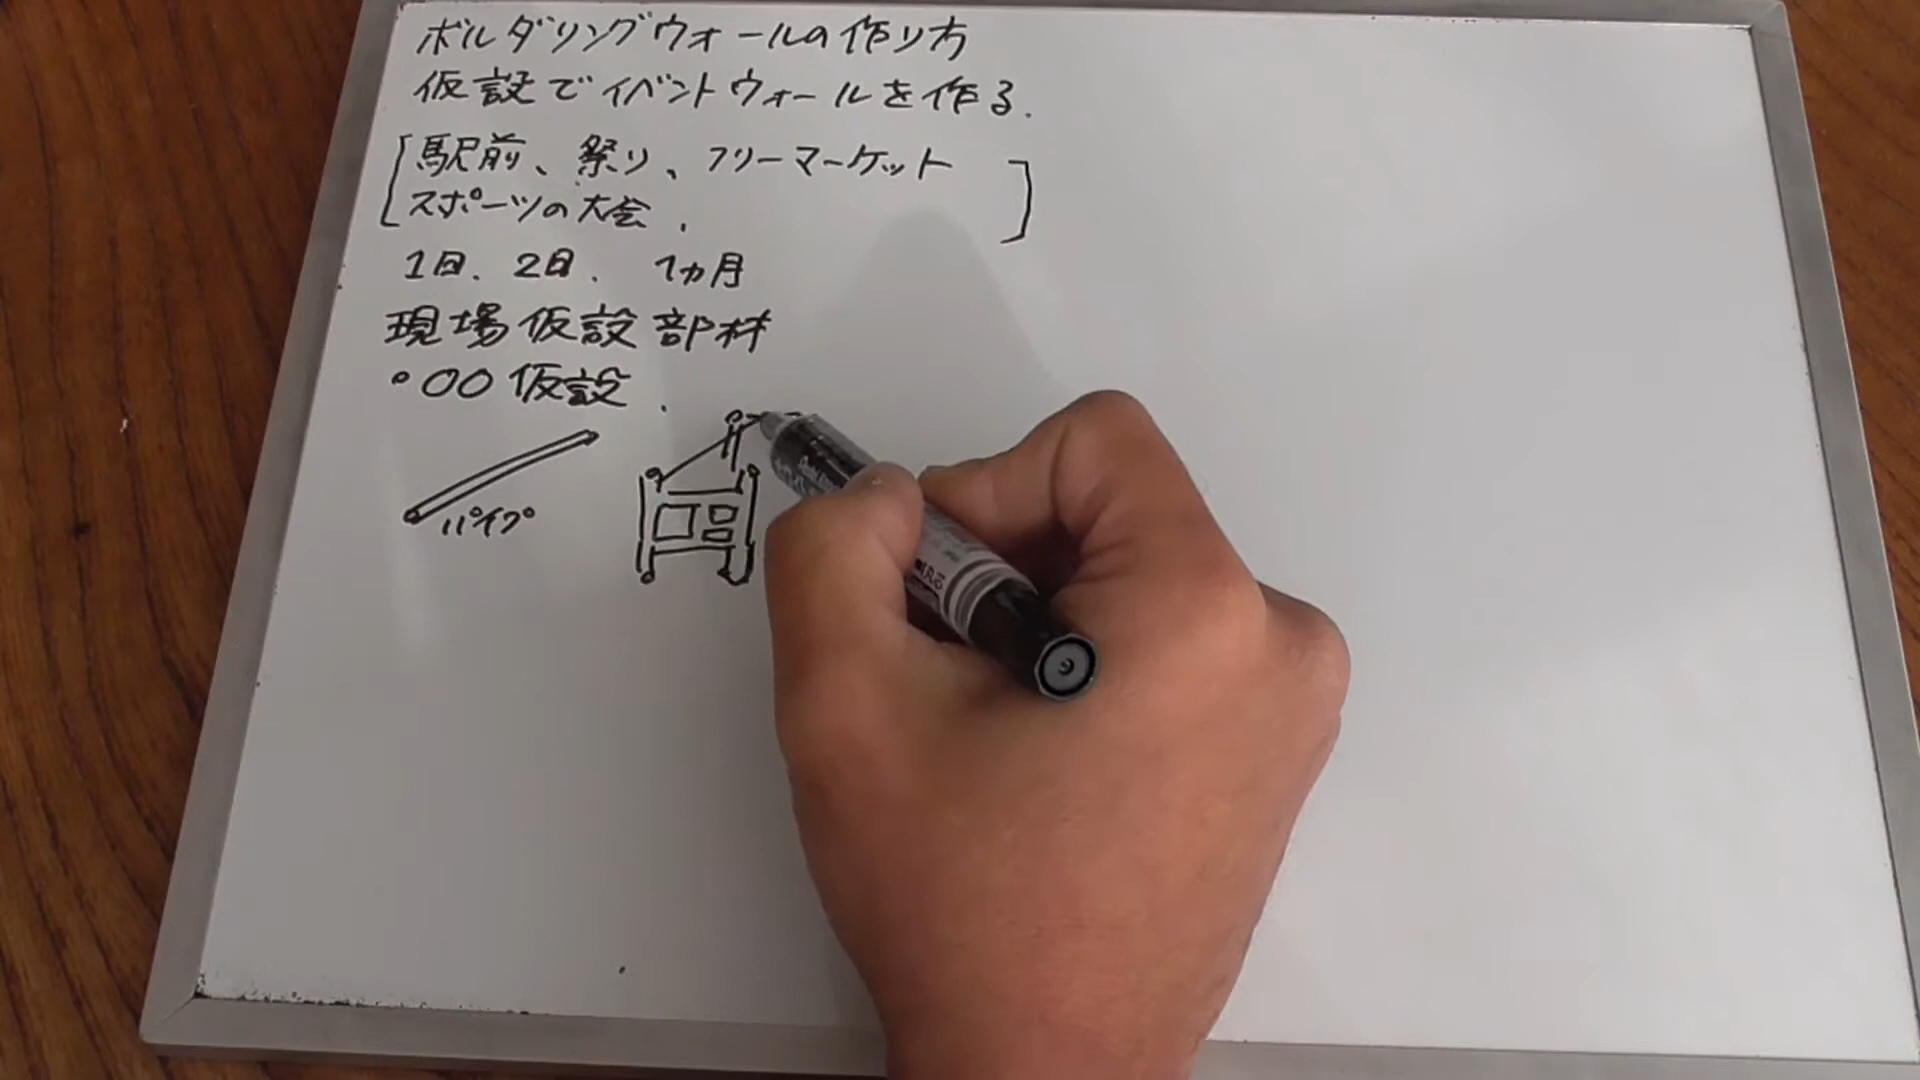 ボルダリングウォールの作り方
仮設でイベントウォールを作る.
[駅前、祭り、フリーマーケット
スポーツの大会.]
1日. 2日. 1ヵ月
現場仮設部材
・〇〇仮設.
パイプ